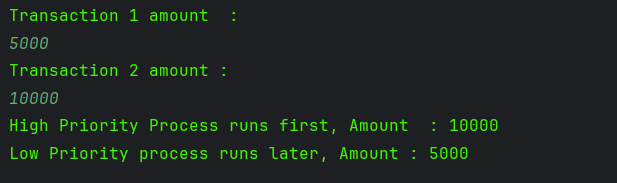 Transaction 1 amount  :
5000
Transaction 2 amount :
10000
High Priority Process runs first, Amount  : 10000
Low Priority process runs later, Amount : 5000